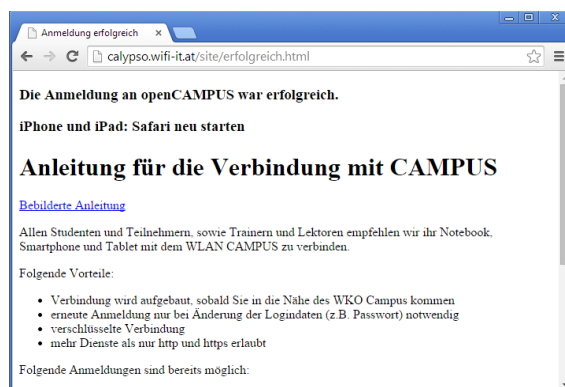 Anmeldung erfolgreich
calypso.wifi-it.at/site/erfolgreich.html
Die Anmeldung an openCAMPUS war erfolgreich.
iPhone und iPad: Safari neu starten
Anleitung für die Verbindung mit CAMPUS
Bebilderte Anleitung
Allen Studenten und Teilnehmern, sowie Trainern und Lektoren empfehlen wir ihr Notebook,
Smartphone und Tablet mit dem WLAN CAMPUS zu verbinden.
Folgende Vorteile:
Verbindung wird aufgebaut, sobald Sie in die Nähe des WKO Campus kommen
erneute Anmeldung nur bei Änderung der Logindaten (z.B. Passwort) notwendig
verschlüsselte Verbindung
mehr Dienste als nur http und https erlaubt
Folgende Anmeldungen sind bereits möglich: